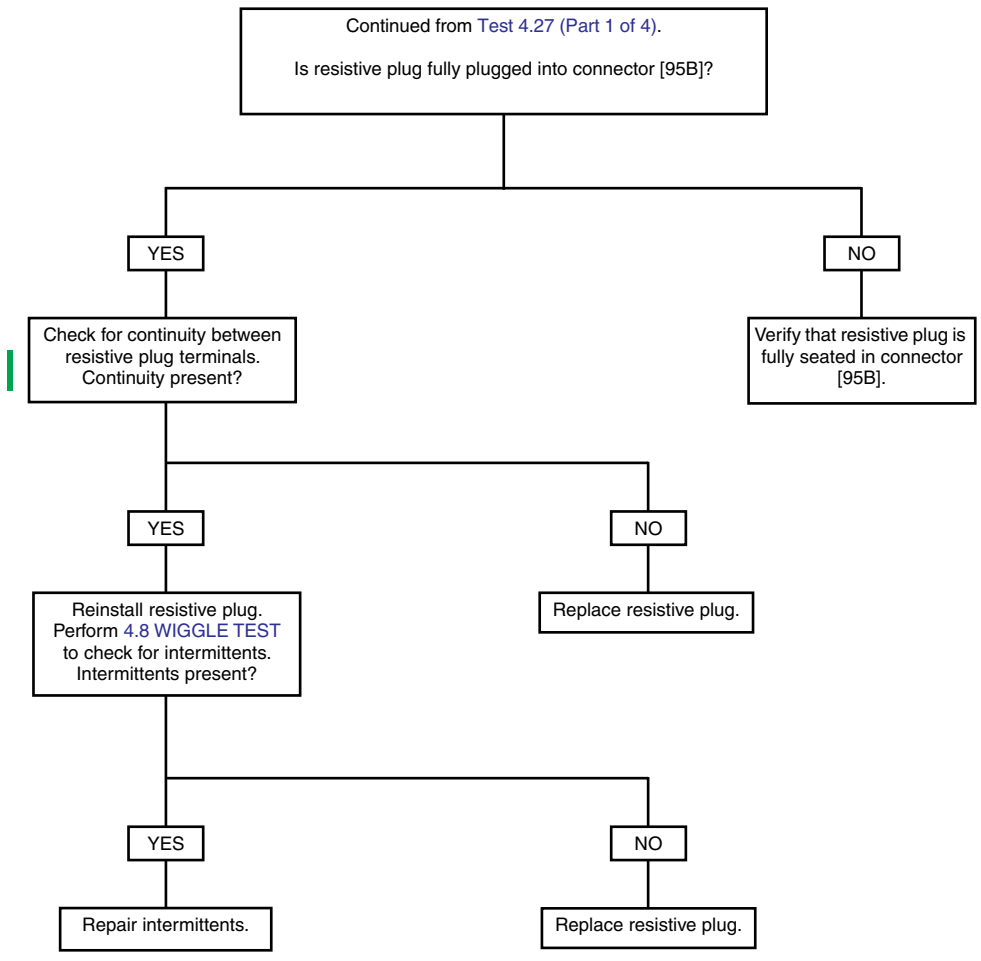 Continued from Test 4.27 (Part 1 of 4).
Is resistive plug fully plugged into connector [95B]?
YES
NO
Check for continuity between
resistive plug terminals.
Continuity present?
Verify that resistive plug is
fully seated in connector
[95B].
YES
NO
Reinstall resistive plug.
Perform 4.8 WIGGLE TEST
to check for intermittents.
Intermittents present?
Replace resistive plug.
YES
NO
Repair intermittents.
Replace resistive plug.